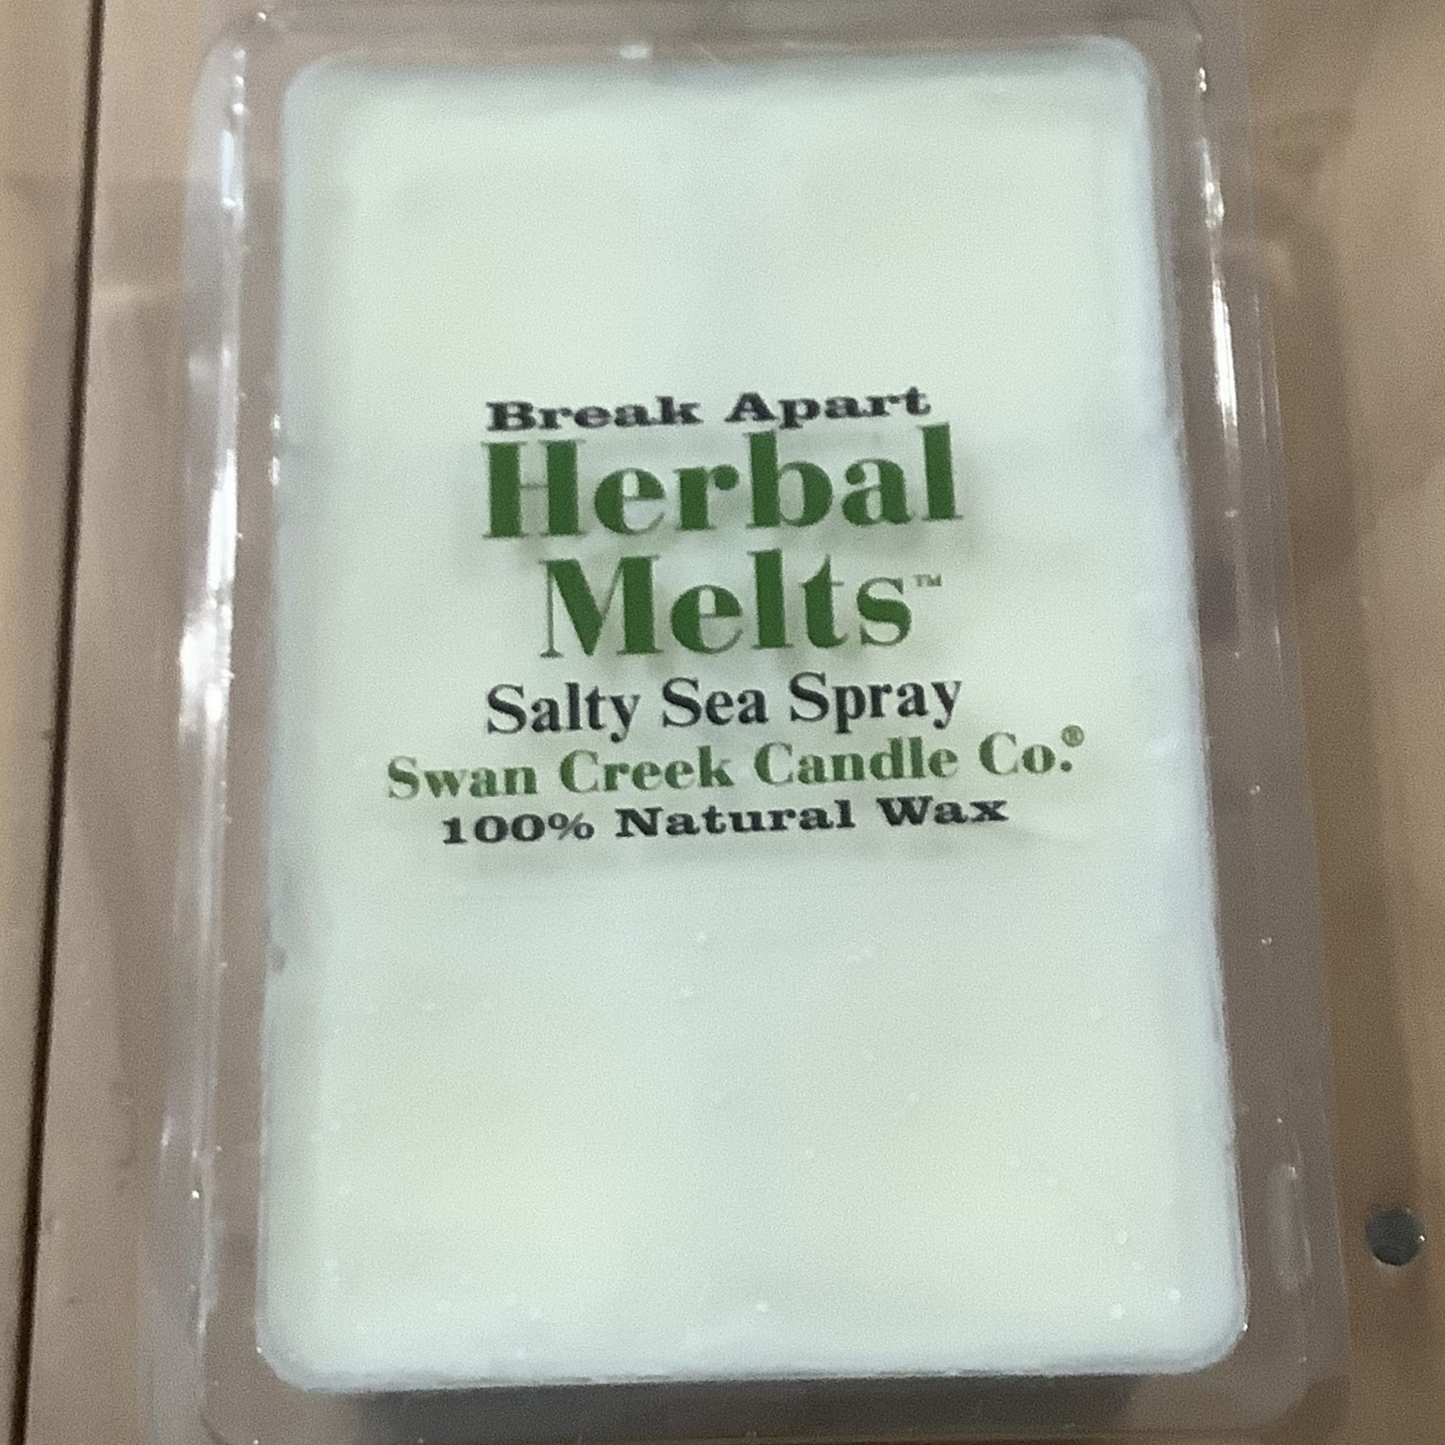 Break Apart
Herbal
Melts™
Salty Sea Spray
Swan Creek Candle Co.®
100% Natural Wax